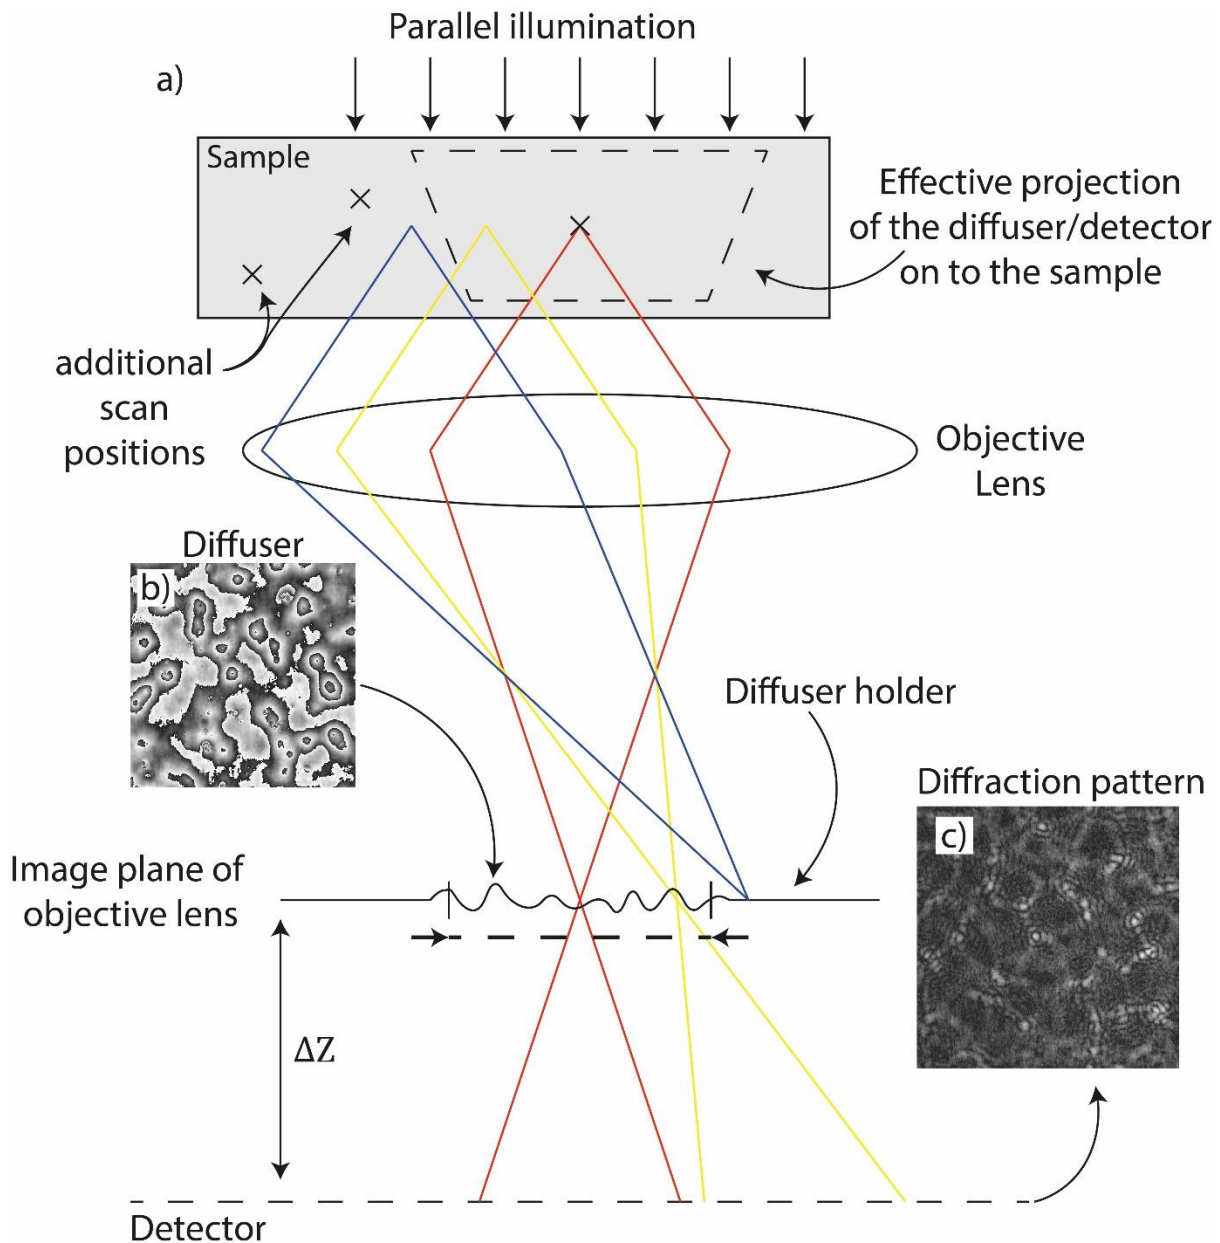 Parallel illumination
a)
Sample
Effective projection
of the diffuser/detector
on to the sample
additional
scan
positions
Objective
Lens
Diffuser
b)
Diffuser holder
Diffraction pattern
c)
Image plane of
objective lens
ΔZ
Detector